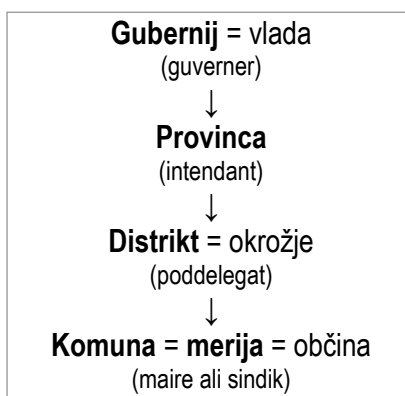 Gubernij = vlada
(guverner)
↓
Provinca
(intendant)
↓
Distrikt = okrožje
(poddelegat)
↓
Komuna = merija = občina
(maire ali sindik)